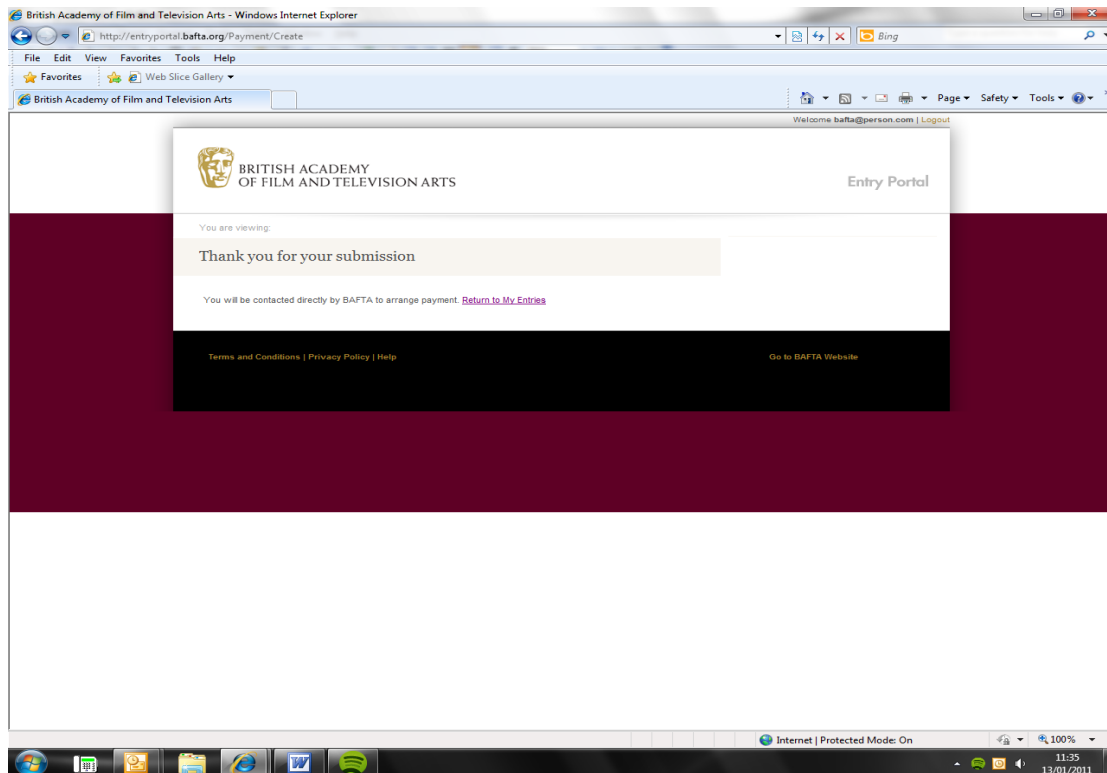 British Academy of Film and Television Arts - Windows Internet Explorer
http://entryportal.bafta.org/Payment/Create
Bing
File Edit View Favorites Tools Help
Favorites Web Slice Gallery
British Academy of Film and Television Arts
Page Safety Tools
Welcome bafta@person.com | Logout
BRITISH ACADEMY
OF FILM AND TELEVISION ARTS
Entry Portal
You are viewing:
Thank you for your submission
You will be contacted directly by BAFTA to arrange payment. Return to My Entries
Terms and Conditions | Privacy Policy | Help
Go to BAFTA Website
Internet | Protected Mode: On
100%
11:35
13/01/2011